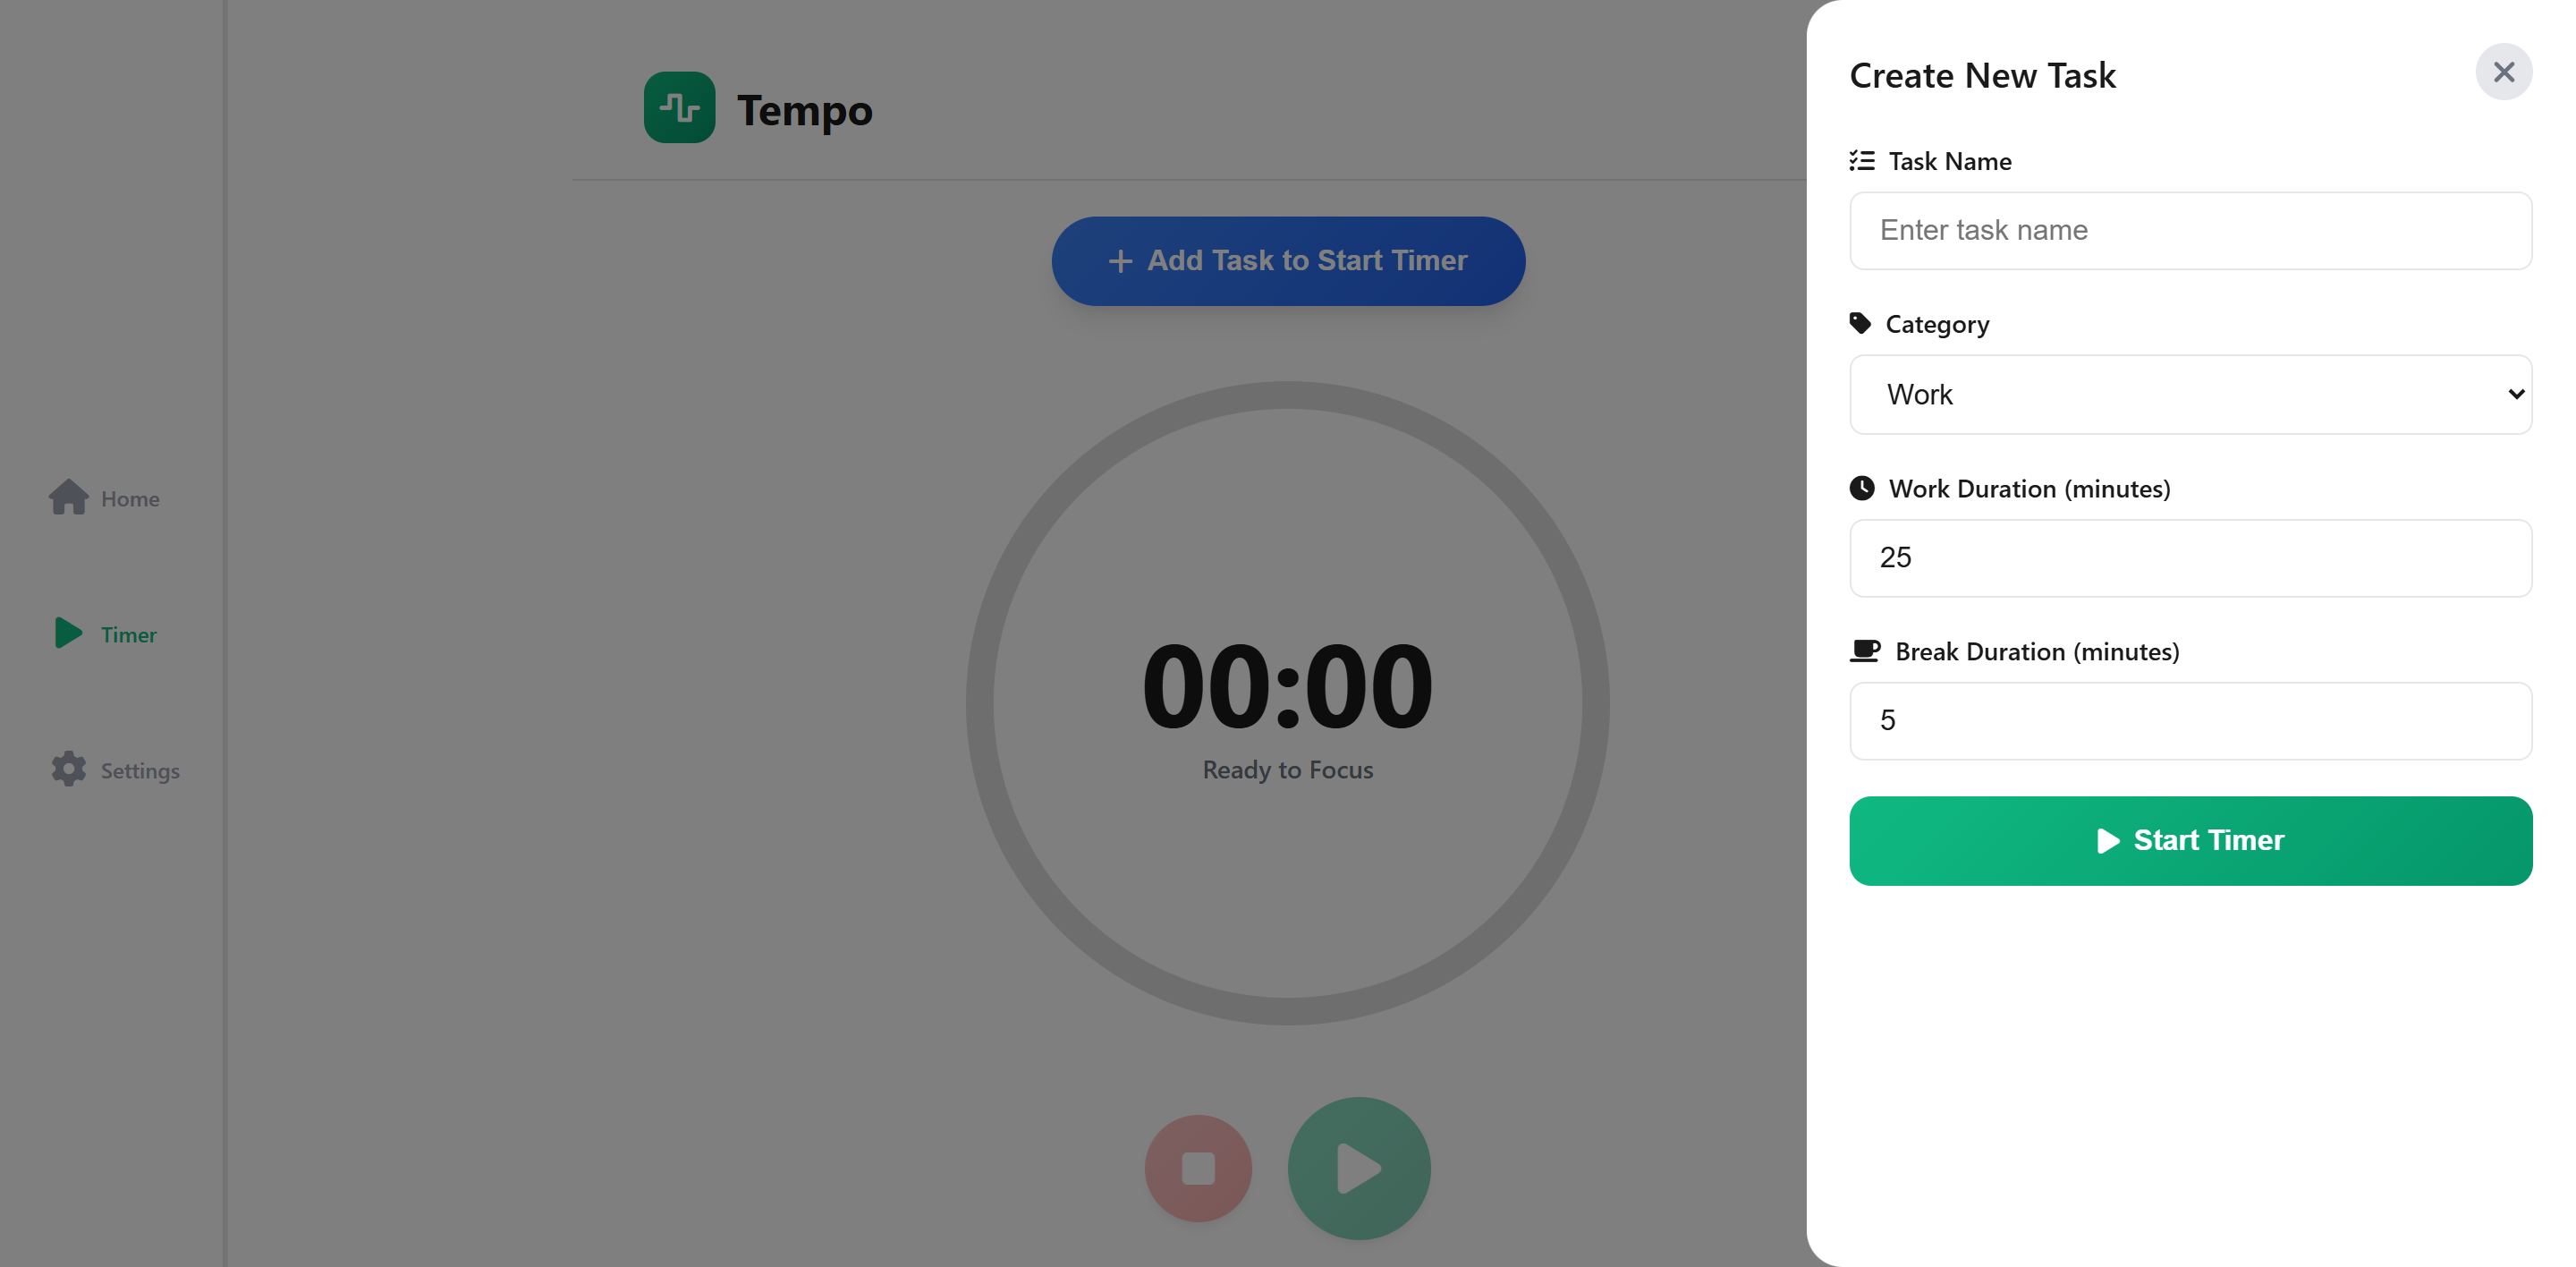 Tempo
Add Task to Start Timer
Home
Timer
Settings
00:00
Ready to Focus
Create New Task
Task Name
Enter task name
Category
Work
Work Duration (minutes)
25
Break Duration (minutes)
5
Start Timer